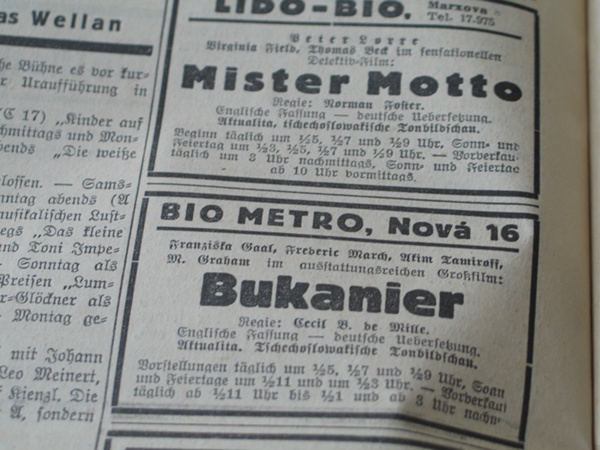 as Wellan
he Bühne es vor kur-
r Uraufführung in
(C 17) „Kinder auf
hmittags und Mon-
bends „Die weiße
loffen. — Sams-
nntag abends (A
musikalischen Lust-
egs „Das kleine
nd Toni Impe-
Sonntag als
Preisen „Lum-
r-Glöckner als
Montag ge-
mit Johann
Leo Meinert,
Kienzl. Die
A, sondern
LIDO-BIO.
Marxova
Tel. 17.975
Peter Lorre
Virginia Field, Thomas Beck im sensationellen
Detektiv-Film:
Mister Motto
Regie: Norman Foster.
Englische Fassung — deutsche Uebersetzung.
Aktualita, tschechoslowakische Tonbildschau.
Beginn täglich um ½5, ½7 und ½9 Uhr, Sonn- und
Feiertag um ½3, ½5, ½7 und ½9 Uhr. — Vorverkauf
täglich um 3 Uhr nachmittags, Sonn- und Feiertag
ab 10 Uhr vormittags.
BIO METRO, Nová 16
Franziska Gaal, Frederic March, Akim Tamiroff,
M. Graham im ausstattungsreichen Großfilm:
Bukanier
Regie: Cecil B. de Mille.
Englische Fassung — deutsche Uebersetzung.
Aktualita. Tschechoslowakische Tonbildschau.
Vorstellungen täglich um ½5, ½7 und ½9 Uhr, Sonn
und Feiertage um ½11 und um ½3 Uhr. — Vorverkauf
täglich ab ½11 Uhr bis ½1 und ab 3 Uhr nachm